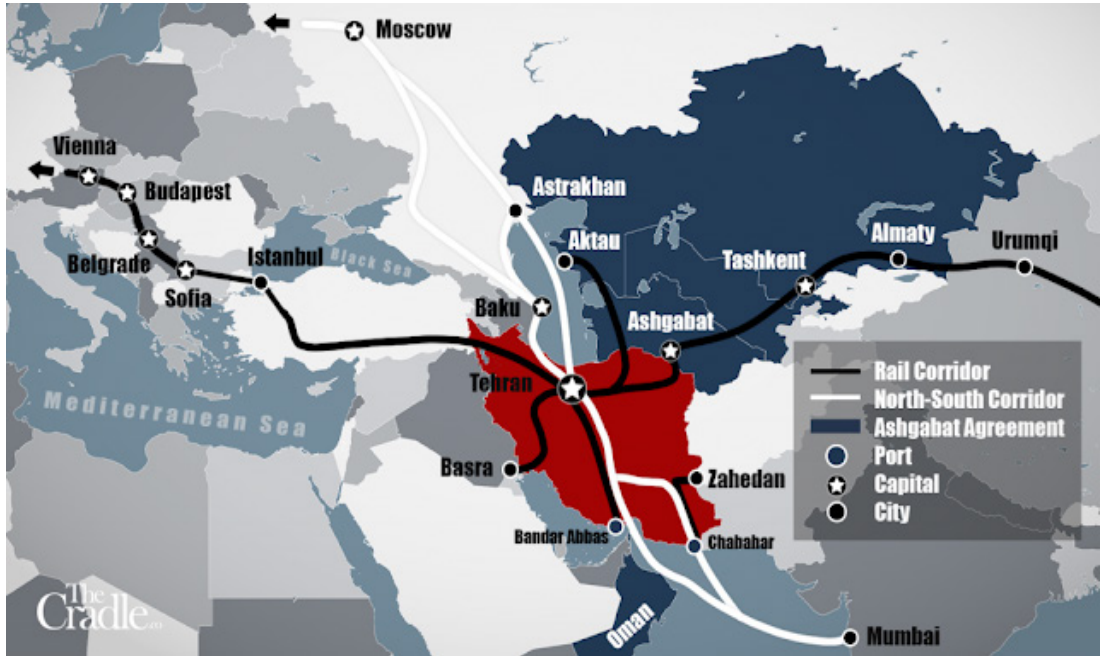 Moscow
Vienna
Budapest
Astrakhan
Aktau
Almaty
Urumqi
Belgrade
Istanbul
Black Sea
Tashkent
Sofia
Baku
Ashgabat
Tehran
Rail Corridor
North-South Corridor
Ashgabat Agreement
Port
Capital
City
Mediterranean Sea
Basra
Zahedan
Bandar Abbas
Chabahar
Oman
Mumbai
The
Cradle.co